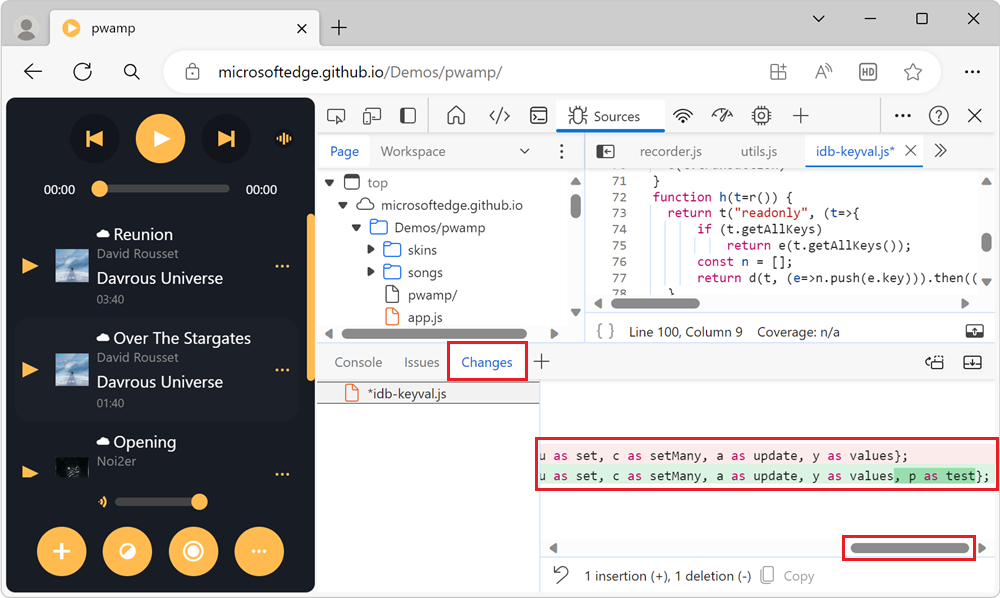 pwamp
microsoftedge.github.io/Demos/pwamp/
HD
Sources
Page
Workspace
recorder.js
utils.js
idb-keyval.js*
00:00
00:00
Reunion
David Rousset
Davrous Universe
03:40
Over The Stargates
David Rousset
Davrous Universe
01:40
Opening
Noi2er
top
microsoftedge.github.io
Demos/pwamp
skins
songs
pwamp/
app.js
71 }
72 function h(t=r()) {
73 return t("readonly", (t=>{
74 if (t.getAllKeys)
75 return e(t.getAllKeys());
76 const n = [];
77 return d(t, (e=>n.push(e.key))).then((
78 }
{ } Line 100, Column 9 Coverage: n/a
Console
Issues
Changes
*idb-keyval.js
u as set, c as setMany, a as update, y as values};
u as set, c as setMany, a as update, y as values, p as test};
1 insertion (+), 1 deletion (-)
Copy